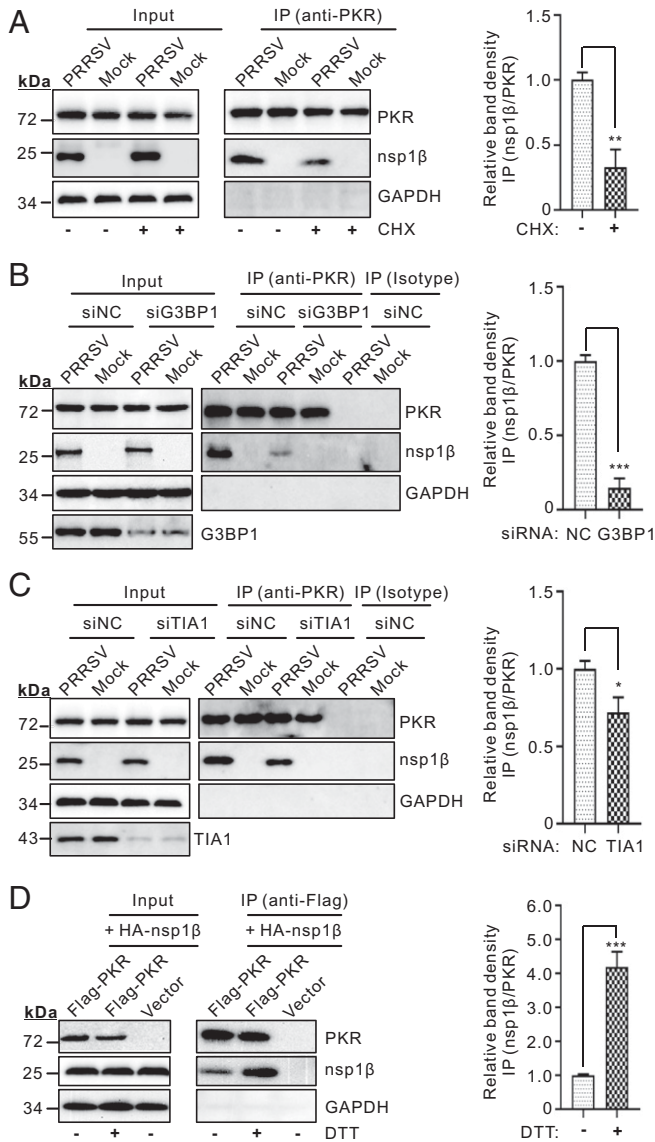 A
Input
IP (anti-PKR)
PRRSV Mock PRRSV Mock PRRSV Mock PRRSV Mock
kDa
72 PKR
25 nsp1β
34 GAPDH
- - + + - - + + CHX
Relative band density
IP (nsp1β/PKR)
1.5
1.0
0.5
0
**
CHX: - +
B
Input IP (anti-PKR) IP (Isotype)
siNC siG3BP1 siNC siG3BP1 siNC
PRRSV Mock PRRSV Mock PRRSV Mock PRRSV Mock PRRSV Mock
kDa
72 PKR
25 nsp1β
34 GAPDH
55 G3BP1
Relative band density
IP (nsp1β/PKR)
1.5
1.0
0.5
0
***
siRNA: NC G3BP1
C
Input IP (anti-PKR) IP (Isotype)
siNC siTIA1 siNC siTIA1 siNC
PRRSV Mock PRRSV Mock PRRSV Mock PRRSV Mock PRRSV Mock
kDa
72 PKR
25 nsp1β
34 GAPDH
43 TIA1
Relative band density
IP (nsp1β/PKR)
1.5
1.0
0.5
0
*
siRNA: NC TIA1
D
Input IP (anti-Flag)
+ HA-nsp1β + HA-nsp1β
Flag-PKR Flag-PKR Vector Flag-PKR Flag-PKR Vector
kDa
72 PKR
25 nsp1β
34 GAPDH
- + - - + - DTT
Relative band density
IP (nsp1β/PKR)
6.0
5.0
4.0
2.0
1.0
0
***
DTT: - +